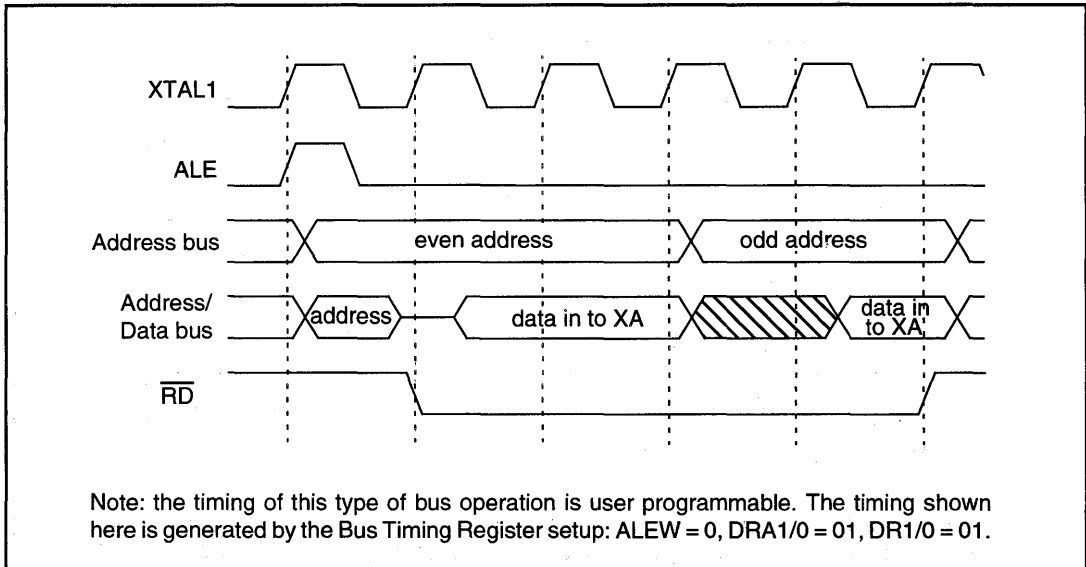 XTAL1
ALE
Address bus
even address
odd address
Address/
Data bus
address
data in to XA
data in
to XA
RD
Note: the timing of this type of bus operation is user programmable. The timing shown
here is generated by the Bus Timing Register setup: ALEW = 0, DRA1/0 = 01, DR1/0 = 01.